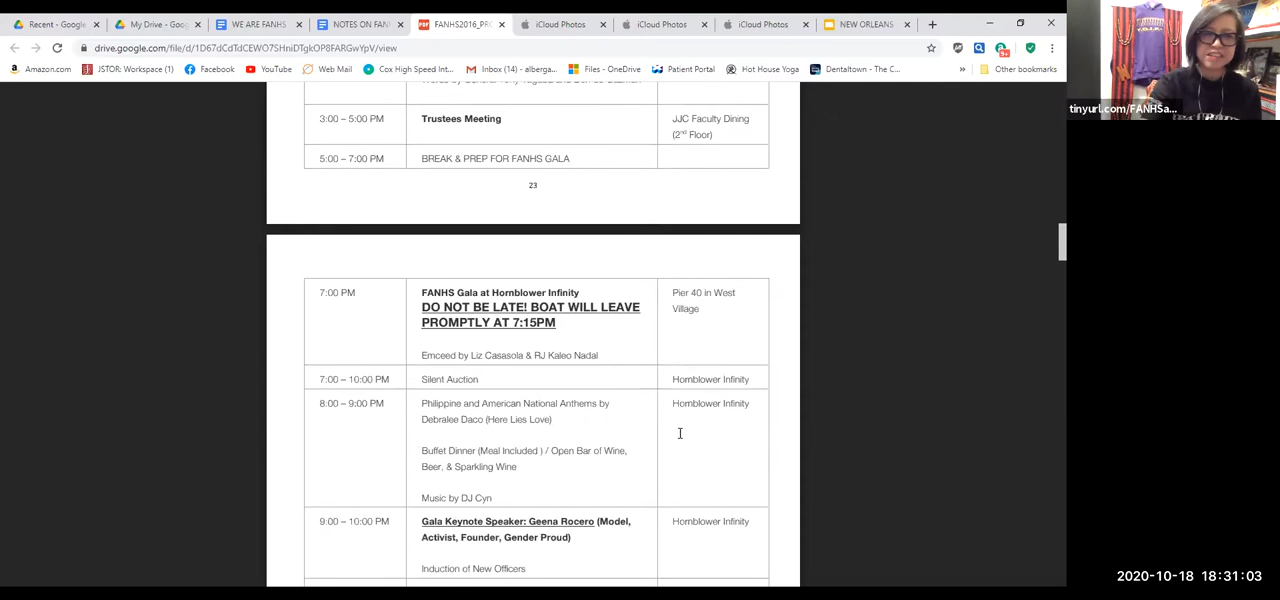 Recent - Google
My Drive - Goog
WE ARE FANHS
NOTES ON FAN
FANHS2016_PRO
iCloud Photos
iCloud Photos
iCloud Photos
NEW ORLEANS
drive.google.com/file/d/1D67dCdTdCEWO7SHniDTgkOP8FARGwYpV/view
Amazon.com
JSTOR: Workspace (1)
Facebook
YouTube
Web Mail
Cox High Speed Int...
Inbox (14) - alberga...
Files - OneDrive
Patient Portal
Hot House Yoga
Dentaltown - The C...
»
Other bookmarks
tinyurl.com/FANHSa...
3:00 – 5:00 PM
Trustees Meeting
JJC Faculty Dining
(2nd Floor)
5:00 – 7:00 PM
BREAK & PREP FOR FANHS GALA
23
7:00 PM
FANHS Gala at Hornblower Infinity
DO NOT BE LATE! BOAT WILL LEAVE
PROMPTLY AT 7:15PM
Emceed by Liz Casasola & RJ Kaleo Nadal
Pier 40 in West
Village
7:00 – 10:00 PM
Silent Auction
Hornblower Infinity
8:00 – 9:00 PM
Philippine and American National Anthems by
Debralee Daco (Here Lies Love)
Buffet Dinner (Meal Included ) / Open Bar of Wine,
Beer, & Sparkling Wine
Music by DJ Cyn
Hornblower Infinity
9:00 – 10:00 PM
Gala Keynote Speaker: Geena Rocero (Model,
Activist, Founder, Gender Proud)
Induction of New Officers
Hornblower Infinity
2020-10-18 18:31:03